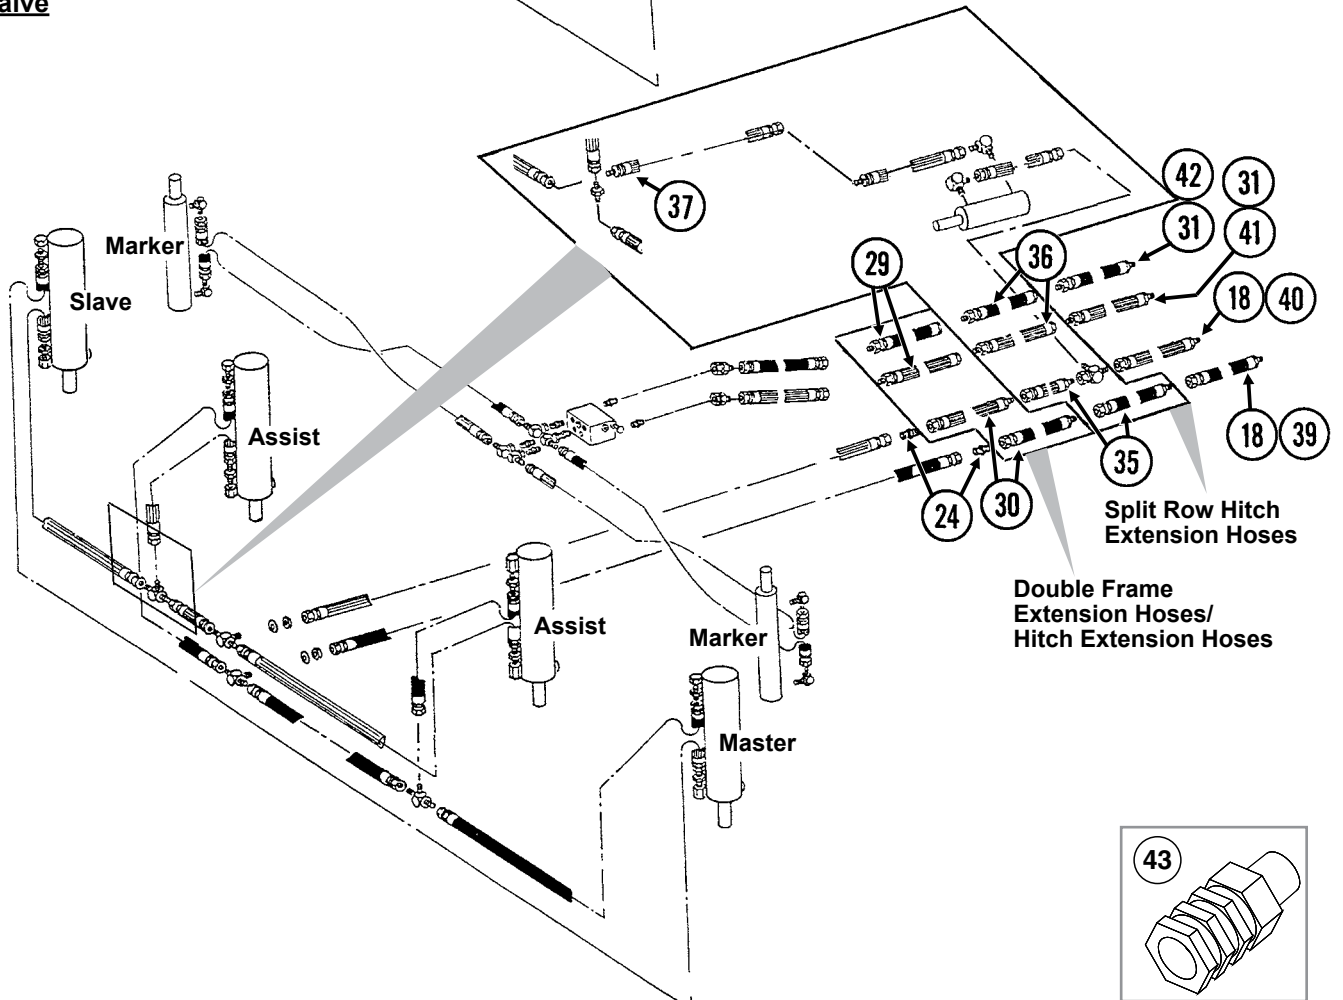 alve
37
42
31
31
41
29
36
18
40
Marker
Slave
Assist
18
39
35
24
30
Split Row Hitch
Extension Hoses
Double Frame
Extension Hoses/
Hitch Extension Hoses
Assist
Marker
Master
43